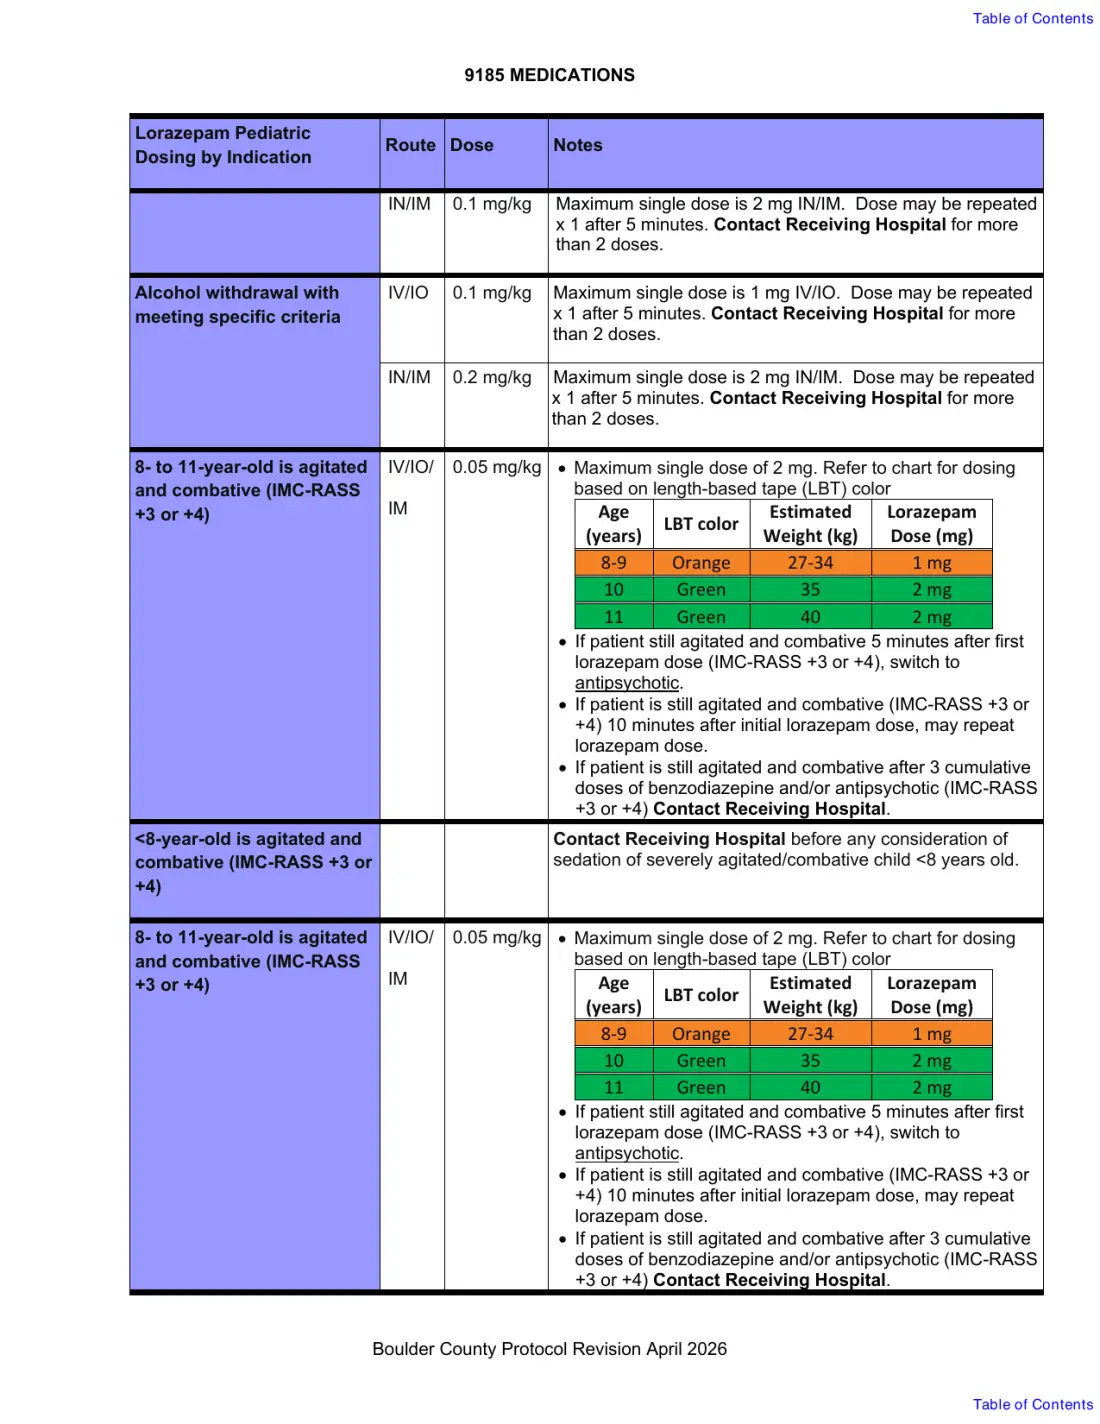 Table of Contents
9185 MEDICATIONS
Lorazepam Pediatric
Dosing by Indication
Route
Dose
Notes
IN/IM
0.1 mg/kg
Maximum single dose is 2 mg IN/IM.  Dose may be repeated
x 1 after 5 minutes. Contact Receiving Hospital for more
than 2 doses.
Alcohol withdrawal with
meeting specific criteria
IV/IO
0.1 mg/kg
Maximum single dose is 1 mg IV/IO.  Dose may be repeated
x 1 after 5 minutes. Contact Receiving Hospital for more
than 2 doses.
IN/IM
0.2 mg/kg
Maximum single dose is 2 mg IN/IM.  Dose may be repeated
x 1 after 5 minutes. Contact Receiving Hospital for more
than 2 doses.
8- to 11-year-old is agitated
and combative (IMC-RASS
+3 or +4)
IV/IO/
IM
0.05 mg/kg
• Maximum single dose of 2 mg. Refer to chart for dosing
based on length-based tape (LBT) color
Age (years) LBT color Estimated Weight (kg) Lorazepam Dose (mg)
8-9 Orange 27-34 1 mg
10 Green 35 2 mg
11 Green 40 2 mg
• If patient still agitated and combative 5 minutes after first
lorazepam dose (IMC-RASS +3 or +4), switch to
antipsychotic.
• If patient is still agitated and combative (IMC-RASS +3 or
+4) 10 minutes after initial lorazepam dose, may repeat
lorazepam dose.
• If patient is still agitated and combative after 3 cumulative
doses of benzodiazepine and/or antipsychotic (IMC-RASS
+3 or +4) Contact Receiving Hospital.
<8-year-old is agitated and
combative (IMC-RASS +3 or
+4)
Contact Receiving Hospital before any consideration of
sedation of severely agitated/combative child <8 years old.
8- to 11-year-old is agitated
and combative (IMC-RASS
+3 or +4)
IV/IO/
IM
0.05 mg/kg
• Maximum single dose of 2 mg. Refer to chart for dosing
based on length-based tape (LBT) color
Age (years) LBT color Estimated Weight (kg) Lorazepam Dose (mg)
8-9 Orange 27-34 1 mg
10 Green 35 2 mg
11 Green 40 2 mg
• If patient still agitated and combative 5 minutes after first
lorazepam dose (IMC-RASS +3 or +4), switch to
antipsychotic.
• If patient is still agitated and combative (IMC-RASS +3 or
+4) 10 minutes after initial lorazepam dose, may repeat
lorazepam dose.
• If patient is still agitated and combative after 3 cumulative
doses of benzodiazepine and/or antipsychotic (IMC-RASS
+3 or +4) Contact Receiving Hospital.
Boulder County Protocol Revision April 2026
Table of Contents